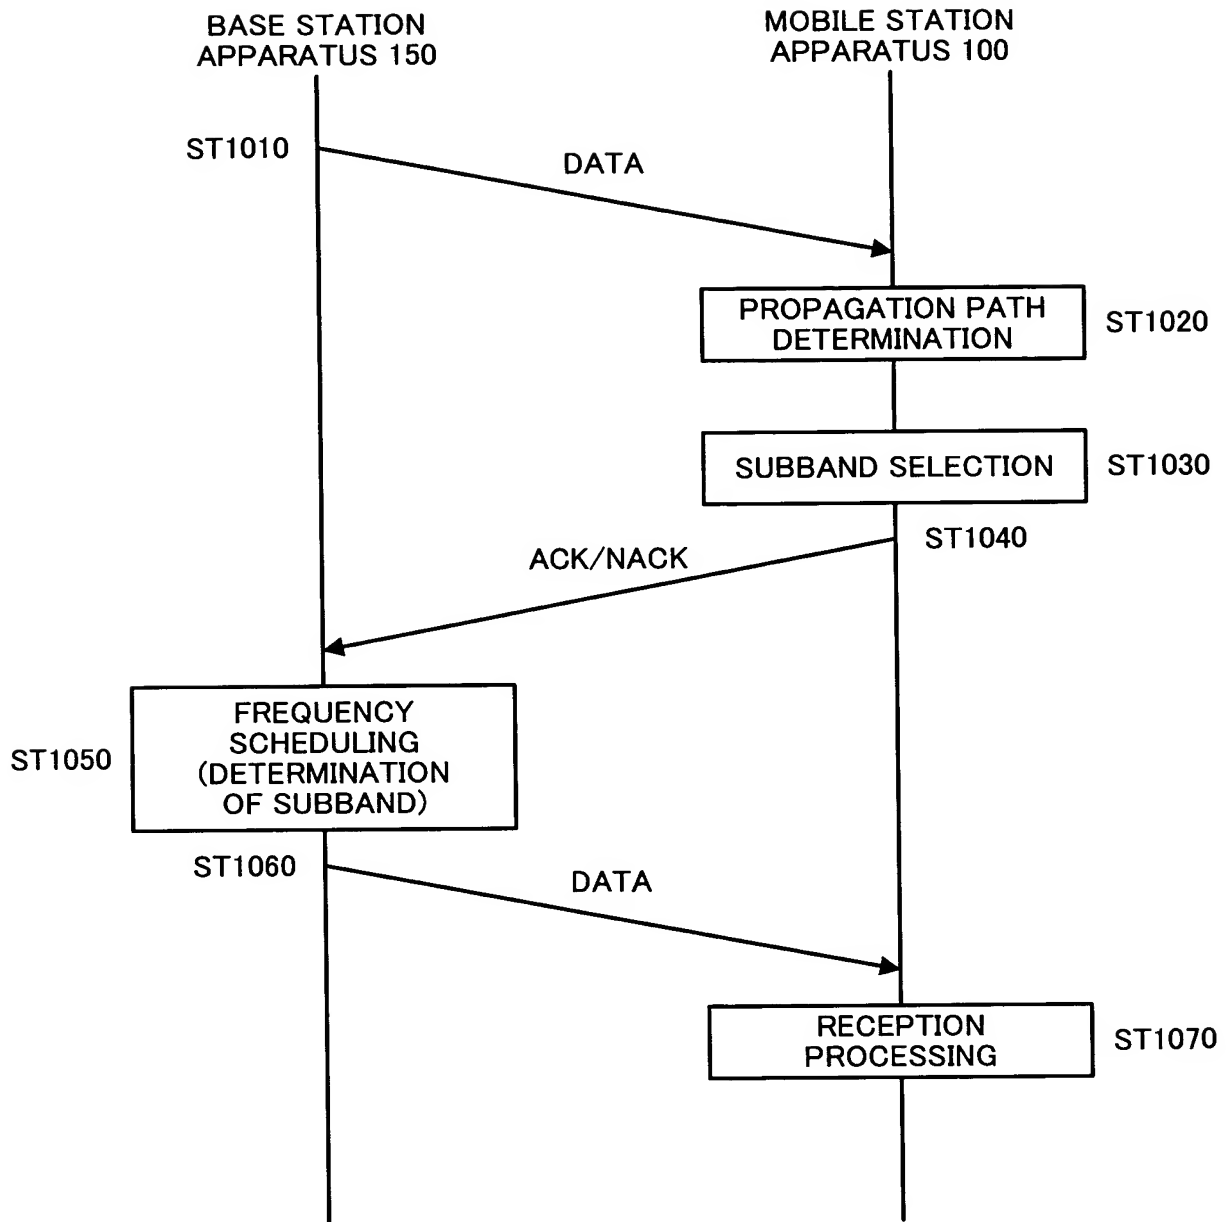 BASE STATION
APPARATUS 150
MOBILE STATION
APPARATUS 100
ST1010
DATA
PROPAGATION PATH
DETERMINATION
ST1020
SUBBAND SELECTION
ST1030
ST1040
ACK/NACK
FREQUENCY
SCHEDULING
(DETERMINATION
OF SUBBAND)
ST1050
ST1060
DATA
RECEPTION
PROCESSING
ST1070